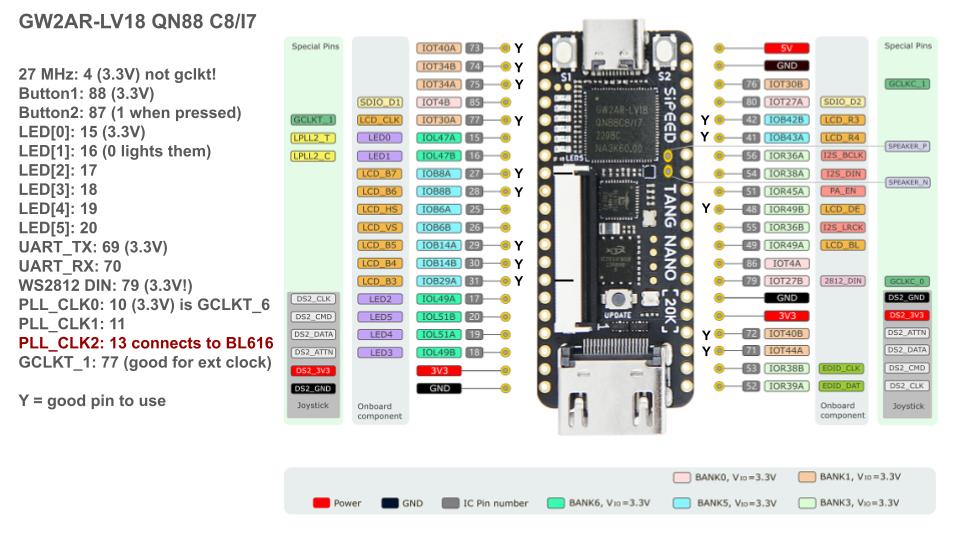 GW2AR-LV18 QN88 C8/I7
27 MHz: 4 (3.3V) not gclkt!
Button1: 88 (3.3V)
Button2: 87 (1 when pressed)
LED[0]: 15 (3.3V)
LED[1]: 16 (0 lights them)
LED[2]: 17
LED[3]: 18
LED[4]: 19
LED[5]: 20
UART_TX: 69 (3.3V)
UART_RX: 70
WS2812 DIN: 79 (3.3V!)
PLL_CLK0: 10 (3.3V) is GCLKT_6
PLL_CLK1: 11
PLL_CLK2: 13 connects to BL616
GCLKT_1: 77 (good for ext clock)
Y = good pin to use
Special Pins
IOT40A 73 Y
IOT34B 74 Y
IOT34A 75 Y
SDIO_D1 IOT4B 85
GCLKT_1 LCD_CLK IOT30A 77 Y
LPLL2_T LED0 IOL47A 15
LPLL2_C LED1 IOL47B 16
LCD_B7 IOB8A 27 Y
LCD_B6 IOB8B 28 Y
LCD_HS IOB6A 25
LCD_VS IOB6B 26
LCD_B5 IOB14A 29 Y
LCD_B4 IOB14B 30 Y
LCD_B3 IOB29A 31 Y
DS2_CLK LED2 IOL49A 17
DS2_CMD LED5 IOL51B 20
DS2_DATA LED4 IOL51A 19
DS2_ATTN LED3 IOL49B 18
DS2_3V3 3V3
DS2_GND GND
Joystick
Onboard
component
S1
S2
GW2AR-LV18
QN88C8/I7
LEDS
SiPEED
TANG NANO
[20K]
UPDATE
Special Pins
5V
GND
76 IOT30B GCLKC_1
80 IOT27A SDIO_D2
Y 42 IOB42B LCD_R3
Y 41 IOB43A LCD_R4
SPEAKER_P
56 IOR36A I2S_BCLK
54 IOR38A I2S_DIN
SPEAKER_N
51 IOR45A PA_EN
Y 48 IOR49B LCD_DE
55 IOR36B I2S_LRCK
49 IOR49A LCD_BL
86 IOT4A
79 IOT27B 2812_DIN GCLKC_0
GND DS2_GND
3V3 DS2_3V3
Y 72 IOT40B DS2_ATTN
Y 71 IOT44A DS2_DATA
53 IOR38B EDID_CLK DS2_CMD
52 IOR39A EDID_DAT DS2_CLK
Onboard
component
Joystick
BANK0, VIO=3.3V
BANK1, VIO=3.3V
Power
GND
IC Pin number
BANK6, VIO=3.3V
BANK5, VIO=3.3V
BANK3, VIO=3.3V